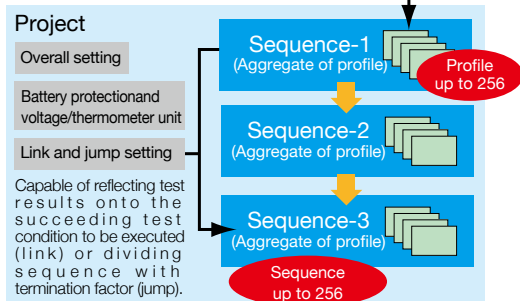 Project
Overall setting
Battery protectionand
voltage/thermometer unit
Link and jump setting
Capable of reflecting test
results onto the
succeeding test
condition to be executed
(link) or dividing
sequence with
termination factor (jump).
Sequence-1
(Aggregate of profile)
Profile
up to 256
Sequence-2
(Aggregate of profile)
Sequence-3
(Aggregate of profile)
Sequence
up to 256